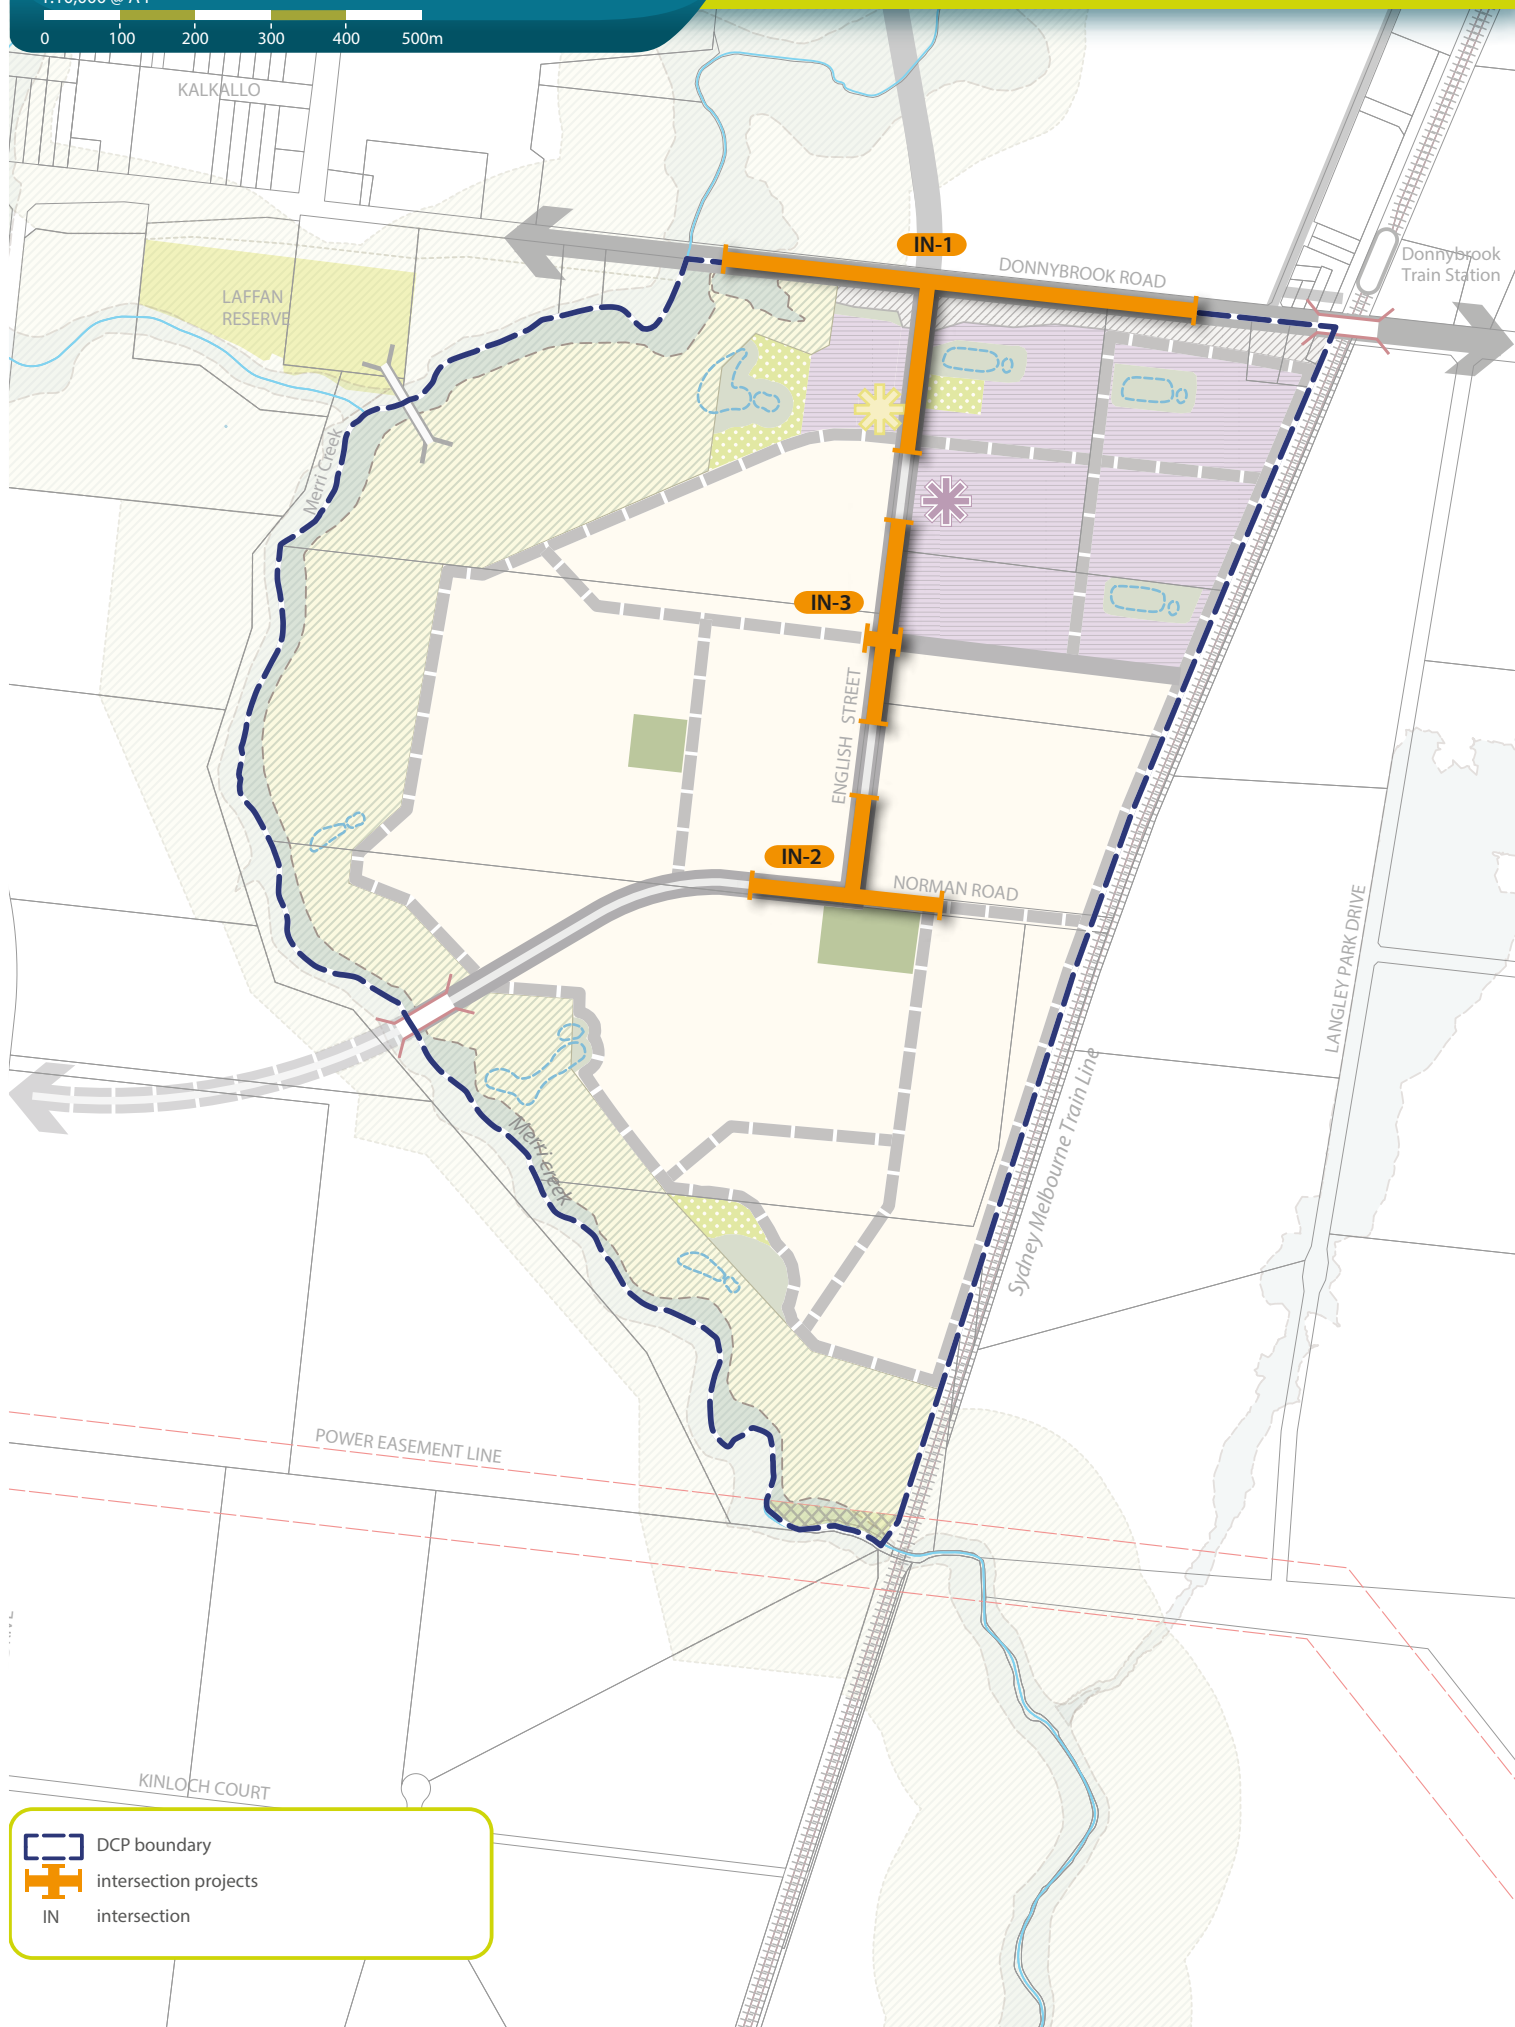 0 100 200 300 400 500m
KALKALLO
IN-1
DONNYBROOK ROAD
Donnybrook
Train Station
LAFFAN
RESERVE
Merri Creek
IN-3
ENGLISH STREET
IN-2
NORMAN ROAD
LANGLEY PARK DRIVE
Sydney Melbourne Train Line
Merri creek
POWER EASEMENT LINE
KINLOCH COURT
DCP boundary
intersection projects
IN intersection